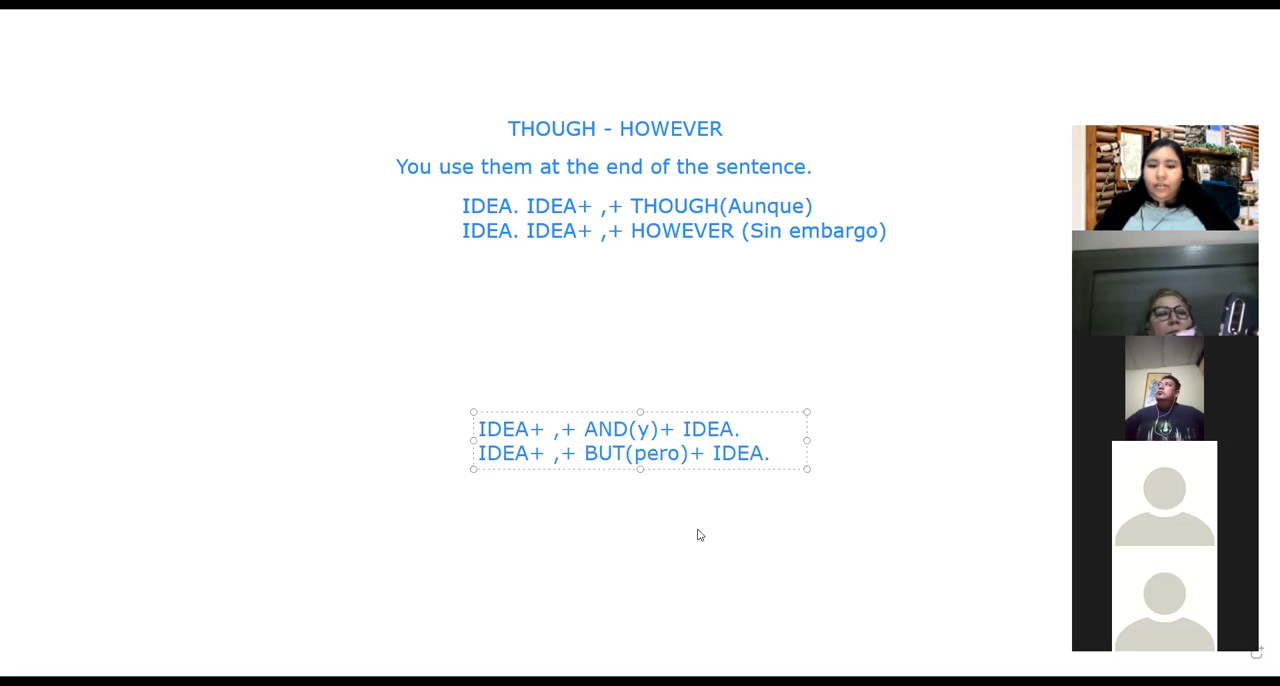 THOUGH - HOWEVER
You use them at the end of the sentence.
IDEA. IDEA+ ,+ THOUGH(Aunque)
IDEA. IDEA+ ,+ HOWEVER (Sin embargo)
IDEA+ ,+ AND(y)+ IDEA.
IDEA+ ,+ BUT(pero)+ IDEA.